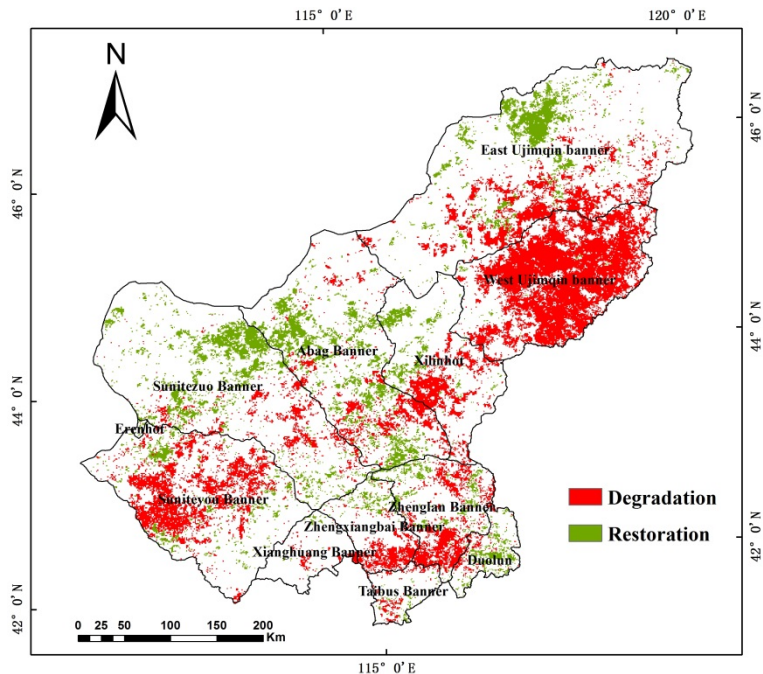 115° 0′E
120° 0′E
N
46° 0′N
East Ujimqin banner
46° 0′N
West Ujimqin banner
44° 0′N
Abag Banner
Xilinhot
Sunitezuo Banner
44° 0′N
Erenhot
Suniteyou Banner
Degradation
Zhenglan Banner
Zhengxiangbai Banner
Restoration
42° 0′N
Xianghuang Banner
Duolun
Taibus Banner
42° 0′N
0 25 50 100 150 200
Km
115° 0′E